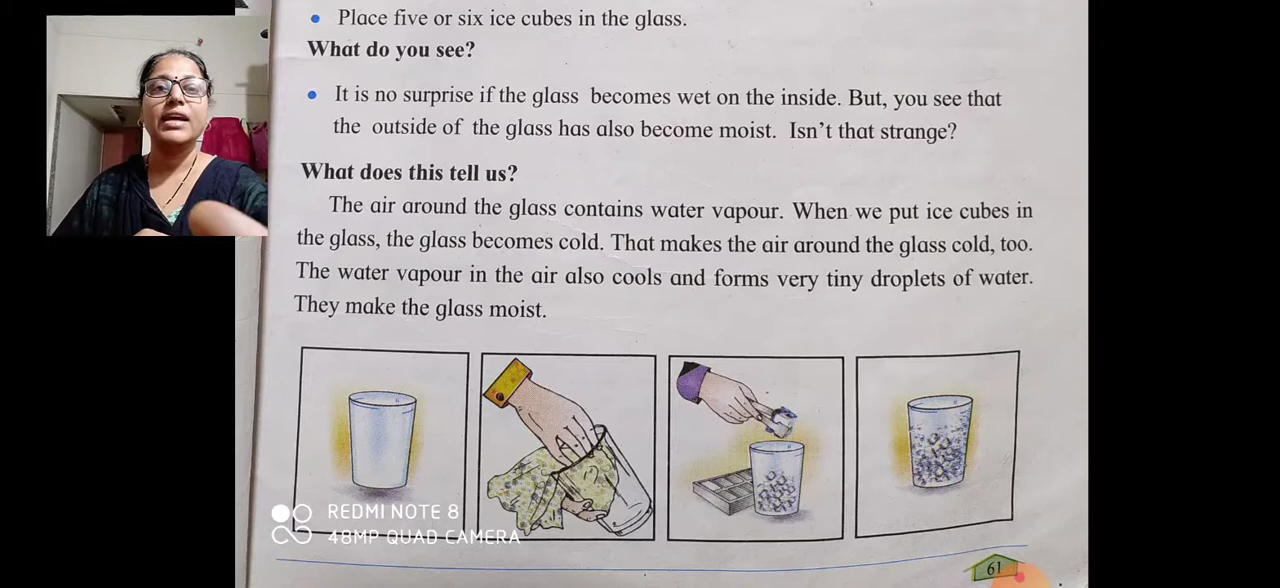 • Place five or six ice cubes in the glass.
What do you see?
• It is no surprise if the glass becomes wet on the inside. But, you see that
the outside of the glass has also become moist. Isn't that strange?
What does this tell us?
The air around the glass contains water vapour. When we put ice cubes in
the glass, the glass becomes cold. That makes the air around the glass cold, too.
The water vapour in the air also cools and forms very tiny droplets of water.
They make the glass moist.
REDMI NOTE 8
48MP QUAD CAMERA
61